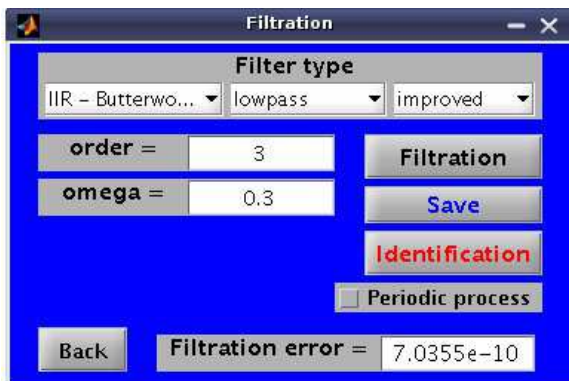 Filtration
Filter type
IIR - Butterwo... lowpass improved
order = 3 Filtration
omega = 0.3 Save
Identification
Periodic process
Back Filtration error = 7.0355e-10